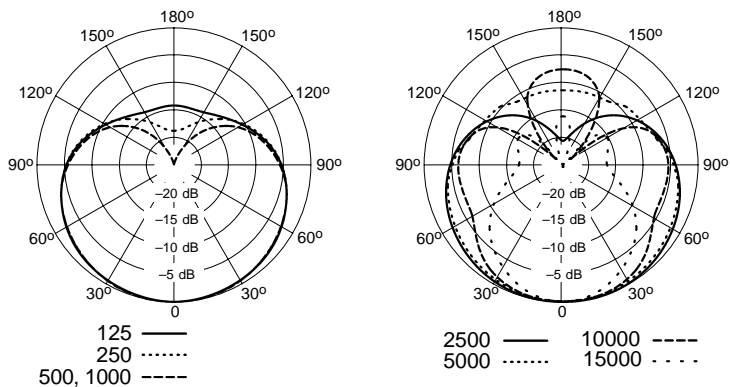 180º 180º
150º 150º 150º 150º
120º 120º 120º 120º
90º 90º 90º 90º
–20 dB –20 dB
–15 dB –15 dB
60º 60º 60º 60º
–10 dB –10 dB
–5 dB –5 dB
30º 30º 30º 30º
0 0
125
250
500, 1000
2500 10000
5000 15000